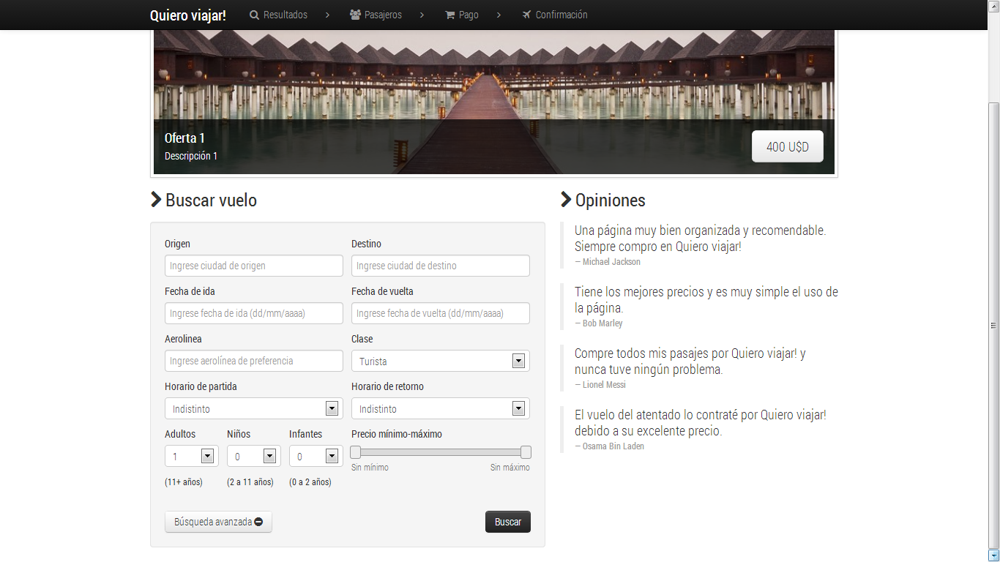 Quiero viajar! Resultados › Pasajeros › Pago › Confirmación
Oferta 1
Descripción 1
400 U$D
Buscar vuelo
Origen Destino
Ingrese ciudad de origen Ingrese ciudad de destino
Fecha de ida Fecha de vuelta
Ingrese fecha de ida (dd/mm/aaaa) Ingrese fecha de vuelta (dd/mm/aaaa)
Aerolinea Clase
Ingrese aerolínea de preferencia Turista
Horario de partida Horario de retorno
Indistinto Indistinto
Adultos Niños Infantes Precio mínimo-máximo
1 0 0
Sin mínimo Sin máximo
(11+ años) (2 a 11 años) (0 a 2 años)
Búsqueda avanzada Buscar
Opiniones
Una página muy bien organizada y recomendable.
Siempre compro en Quiero viajar!
— Michael Jackson
Tiene los mejores precios y es muy simple el uso de
la página.
— Bob Marley
Compre todos mis pasajes por Quiero viajar! y
nunca tuve ningún problema.
— Lionel Messi
El vuelo del atentado lo contraté por Quiero viajar!
debido a su excelente precio.
— Osama Bin Laden